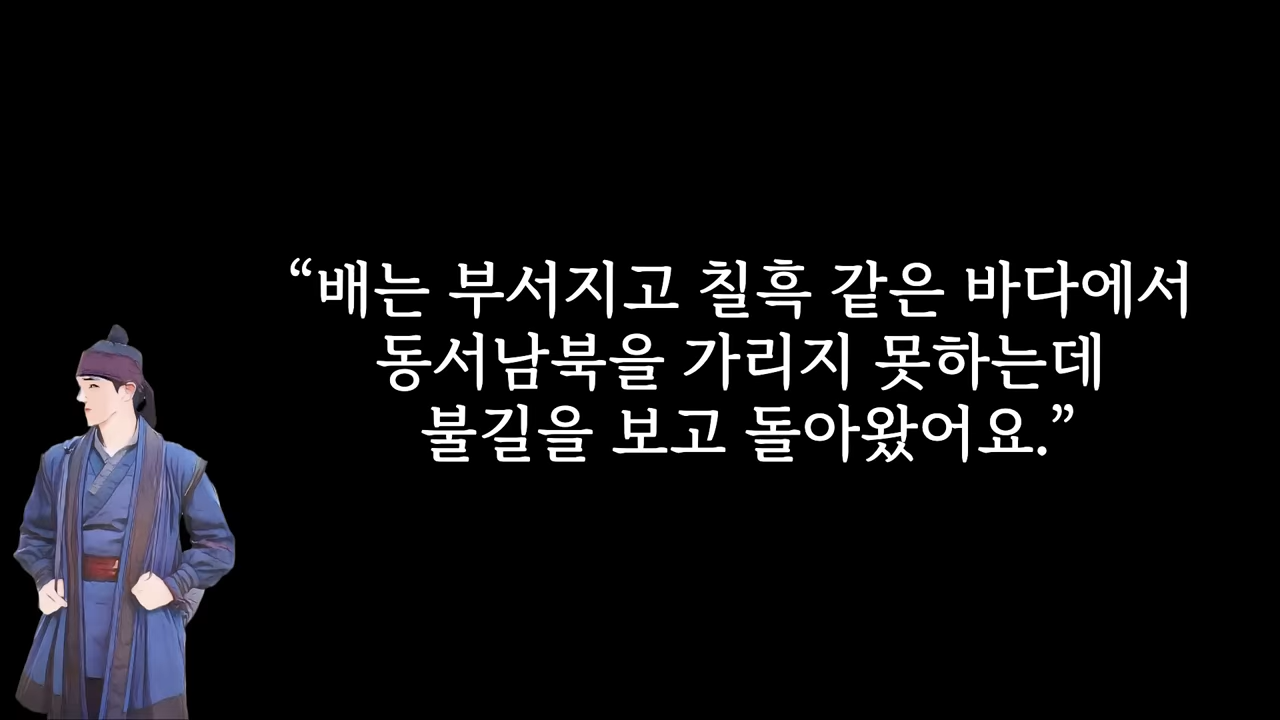 “배는 부서지고 칠흑 같은 바다에서
동서남북을 가리지 못하는데
불길을 보고 돌아왔어요.”